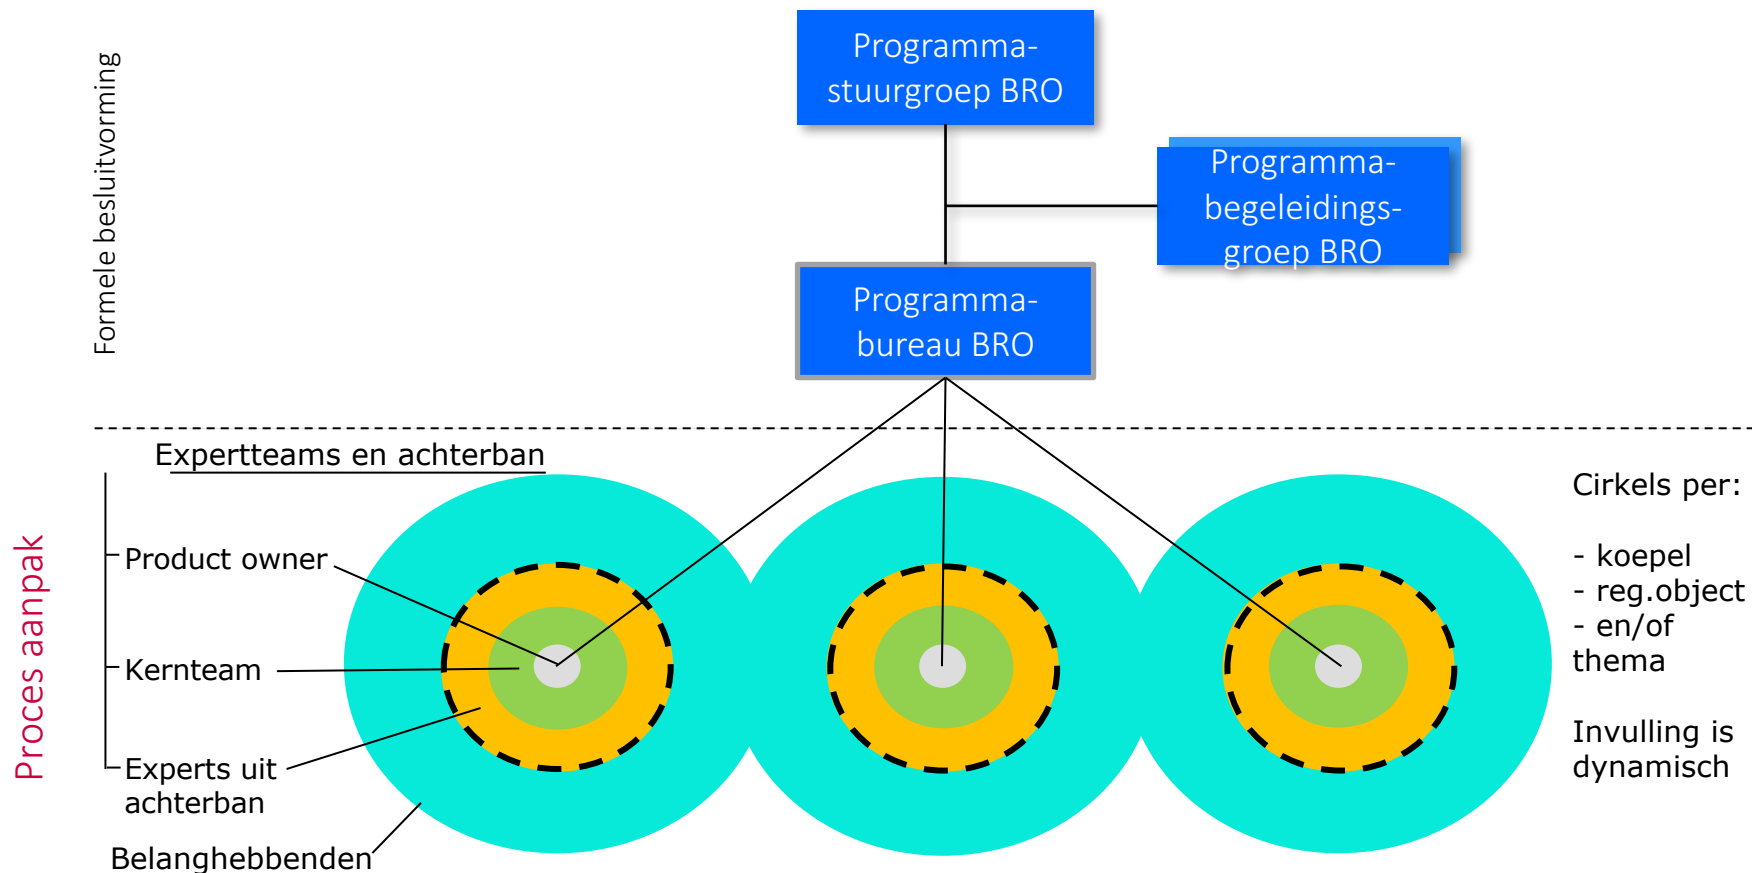 Programma-
stuurgroep BRO
Formele besluitvorming
Programma-
begeleidings-
groep BRO
Programma-
bureau BRO
Expertteams en achterban
Proces aanpak
Product owner
Kernteam
Experts uit
achterban
Belanghebbenden
Cirkels per:
- koepel
- reg.object
- en/of
thema
Invulling is
dynamisch